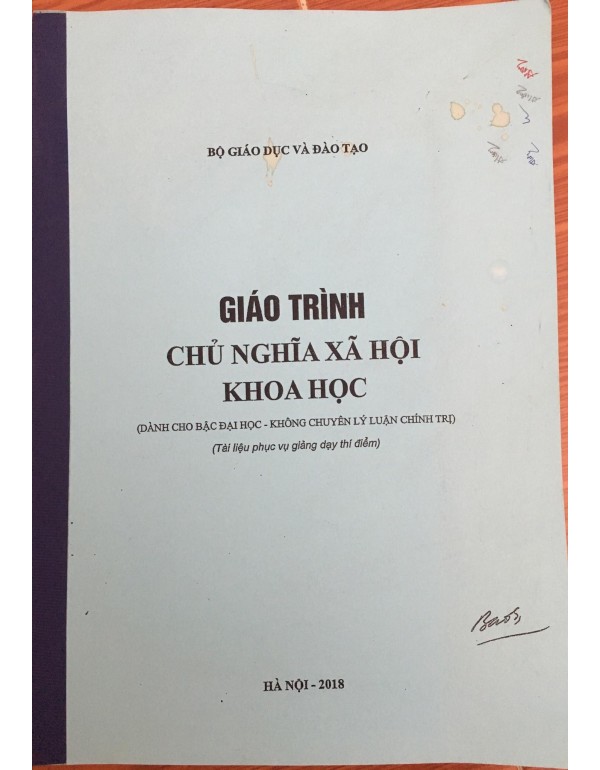 BỘ GIÁO DỤC VÀ ĐÀO TẠO
GIÁO TRÌNH
CHỦ NGHĨA XÃ HỘI
KHOA HỌC
(DÀNH CHO BẬC ĐẠI HỌC - KHÔNG CHUYÊN LÝ LUẬN CHÍNH TRỊ)
(Tài liệu phục vụ giảng dạy thí điểm)
HÀ NỘI - 2018